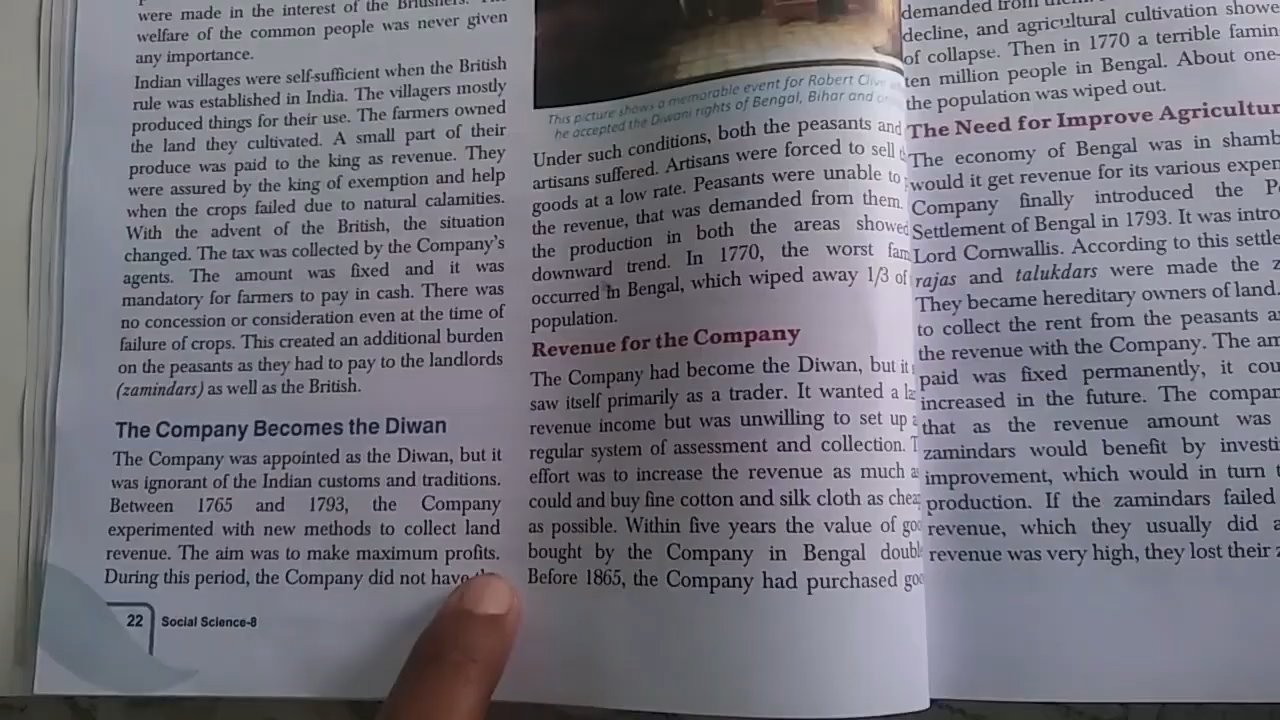 were made in the interest of the Britishers.
welfare of the common people was never given
any importance.
Indian villages were self-sufficient when the British
rule was established in India. The villagers mostly
produced things for their use. The farmers owned
the land they cultivated. A small part of their
produce was paid to the king as revenue. They
were assured by the king of exemption and help
when the crops failed due to natural calamities.
With the advent of the British, the situation
changed. The tax was collected by the Company's
agents. The amount was fixed and it was
mandatory for farmers to pay in cash. There was
no concession or consideration even at the time of
failure of crops. This created an additional burden
on the peasants as they had to pay to the landlords
(zamindars) as well as the British.
The Company Becomes the Diwan
The Company was appointed as the Diwan, but it
was ignorant of the Indian customs and traditions.
Between 1765 and 1793, the Company
experimented with new methods to collect land
revenue. The aim was to make maximum profits.
During this period, the Company did not have
22 Social Science-8
This picture shows a memorable event for Robert Clive
he accepted the Diwani rights of Bengal, Bihar and
Under such conditions, both the peasants and
artisans suffered. Artisans were forced to sell
goods at a low rate. Peasants were unable to
the revenue, that was demanded from them.
the production in both the areas showed
downward trend. In 1770, the worst fam
occurred in Bengal, which wiped away 1/3 of
population.
Revenue for the Company
The Company had become the Diwan, but it
saw itself primarily as a trader. It wanted a la
revenue income but was unwilling to set up
regular system of assessment and collection. T
effort was to increase the revenue as much a
could and buy fine cotton and silk cloth as chea
as possible. Within five years the value of goo
bought by the Company in Bengal doubl
Before 1865, the Company had purchased goo
demanded from
decline, and agricultural cultivation showe
of collapse. Then in 1770 a terrible famin
ten million people in Bengal. About one-
the population was wiped out.
The Need for Improve Agricultur
The economy of Bengal was in shamb
would it get revenue for its various exper
Company finally introduced the P
Settlement of Bengal in 1793. It was intro
Lord Cornwallis. According to this settle
rajas and talukdars were made the z
They became hereditary owners of land.
to collect the rent from the peasants a
the revenue with the Company. The am
paid was fixed permanently, it cou
increased in the future. The compan
that as the revenue amount was
zamindars would benefit by investi
improvement, which would in turn t
production. If the zamindars failed
revenue, which they usually did a
revenue was very high, they lost their z